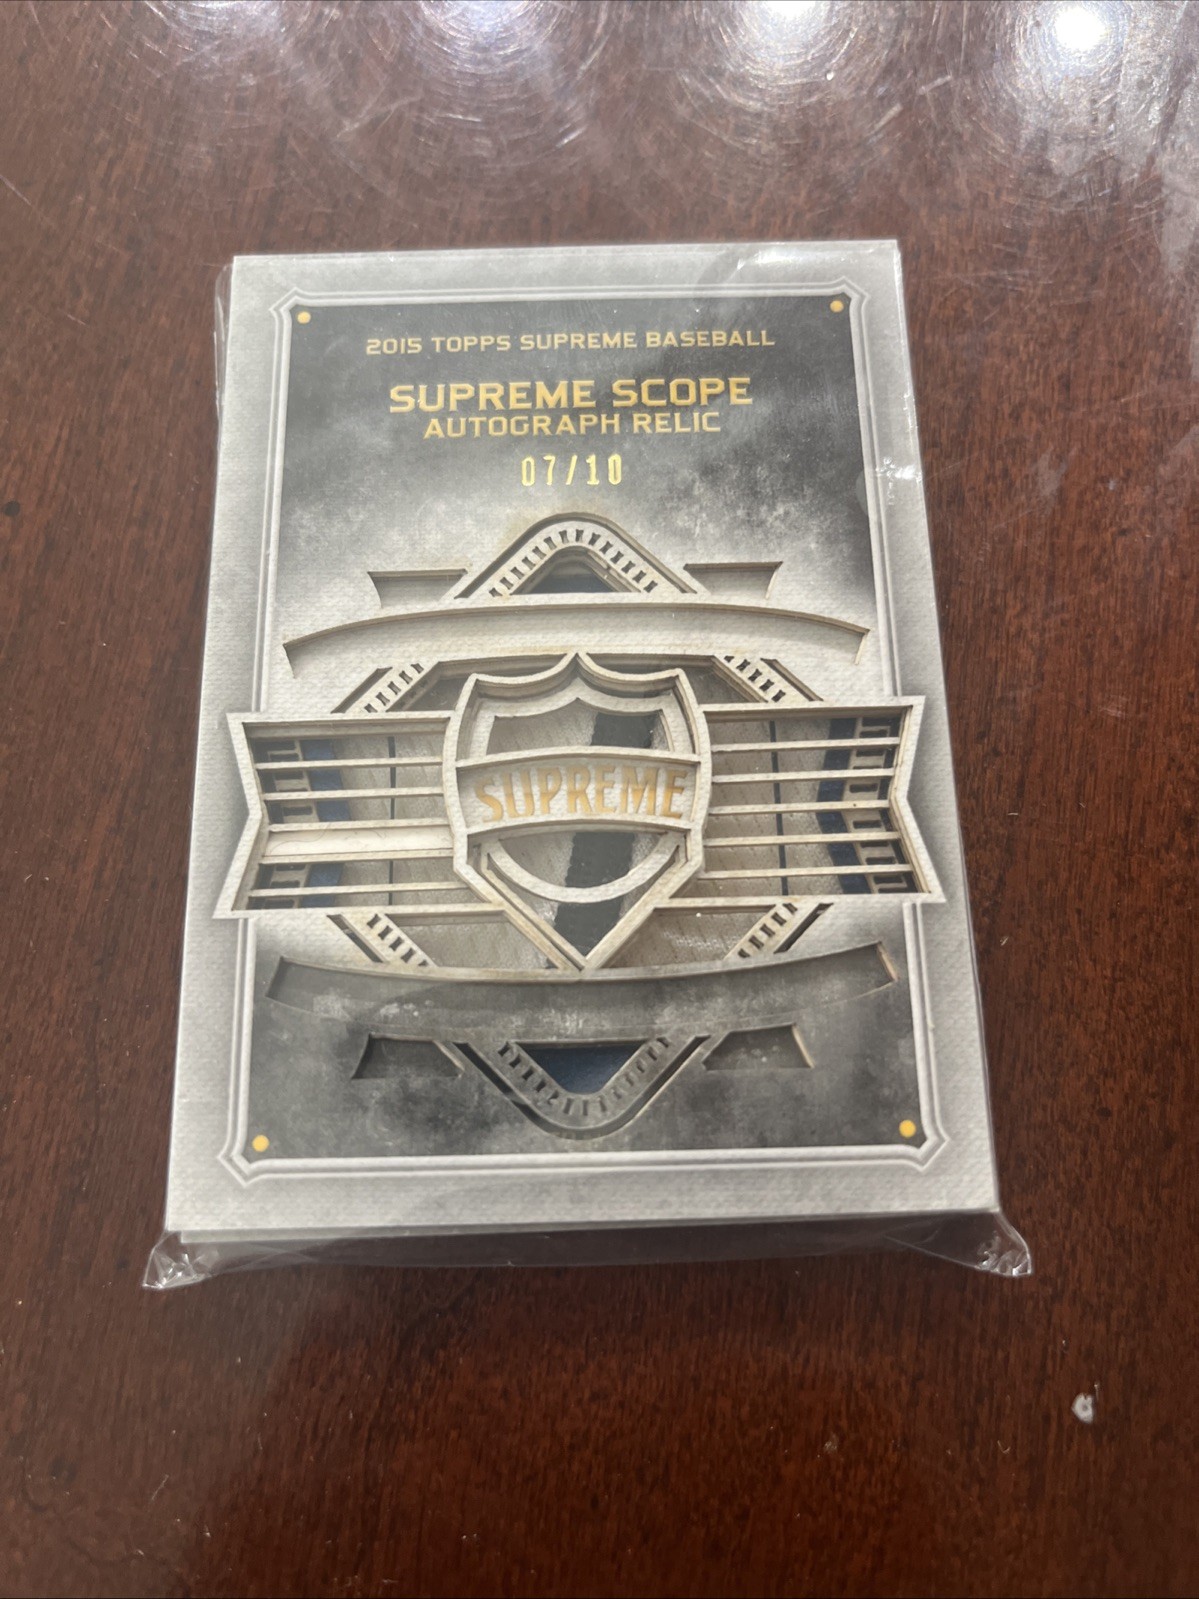 2015 TOPPS SUPREME BASEBALL
SUPREME SCOPE
AUTOGRAPH RELIC
07/10
SUPREME